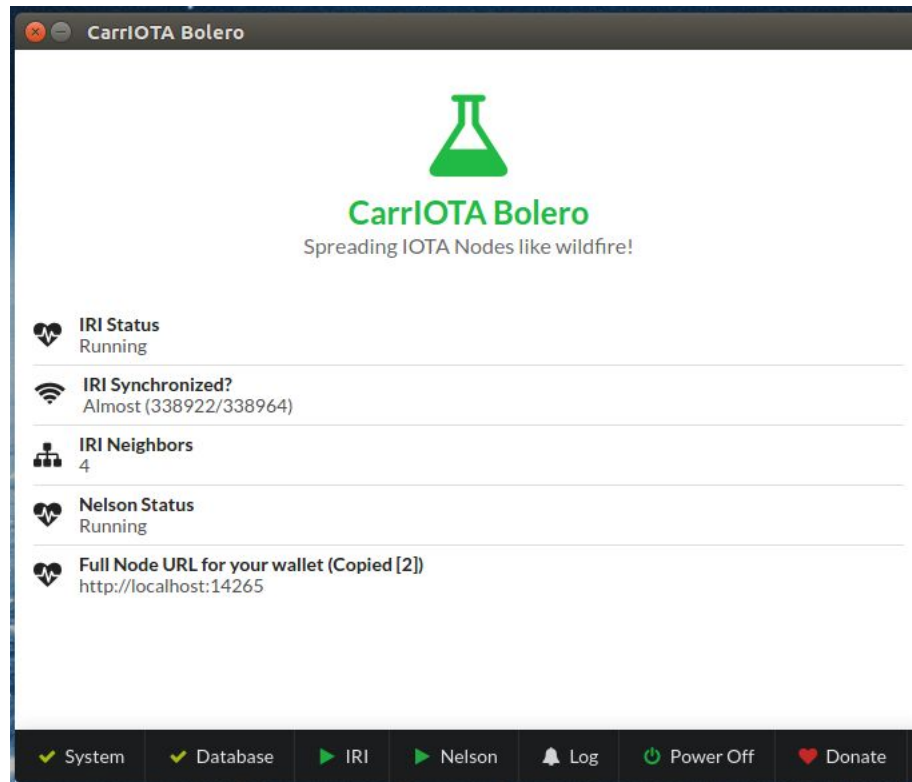 CarrIOTA Bolero
CarrIOTA Bolero
Spreading IOTA Nodes like wildfire!
IRI Status
Running
IRI Synchronized?
Almost (338922/338964)
IRI Neighbors
4
Nelson Status
Running
Full Node URL for your wallet (Copied [2])
http://localhost:14265
System Database IRI Nelson Log Power Off Donate